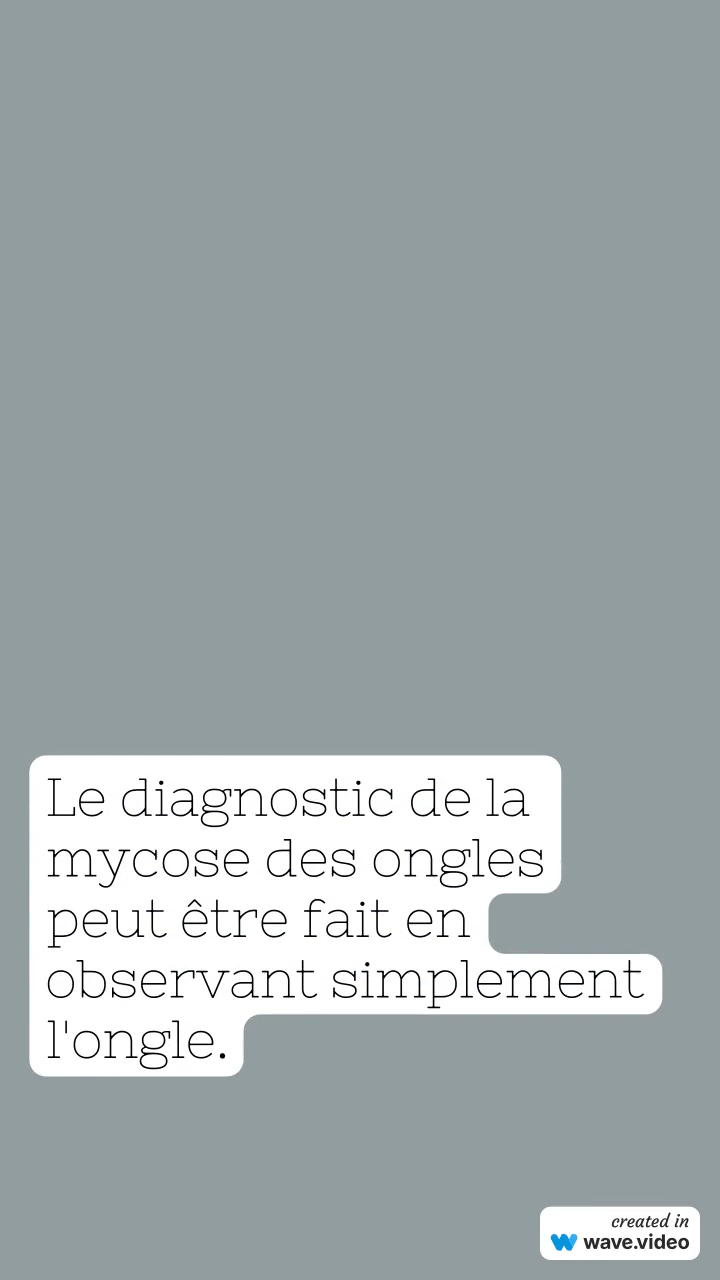 Le diagnostic de la
mycose des ongles
peut être fait en
observant simplement
l'ongle.
created in
wave.video